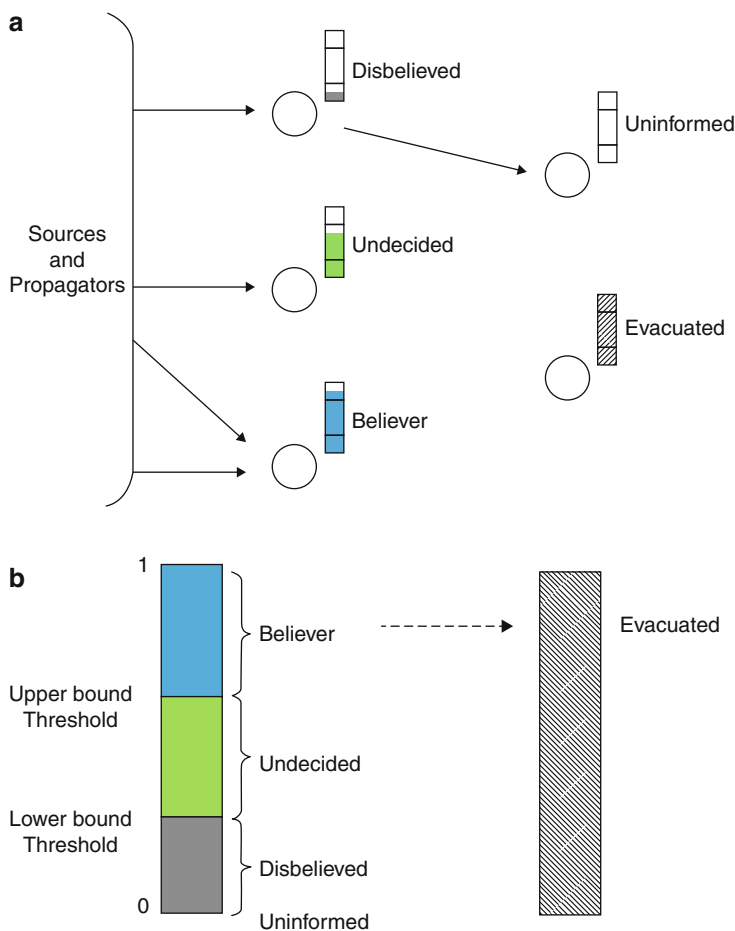 a
Disbelieved
Uninformed
Sources
and
Propagators
Undecided
Evacuated
Believer
b
1
Believer
Evacuated
Upper bound
Threshold
Undecided
Lower bound
Threshold
Disbelieved
0
Uninformed